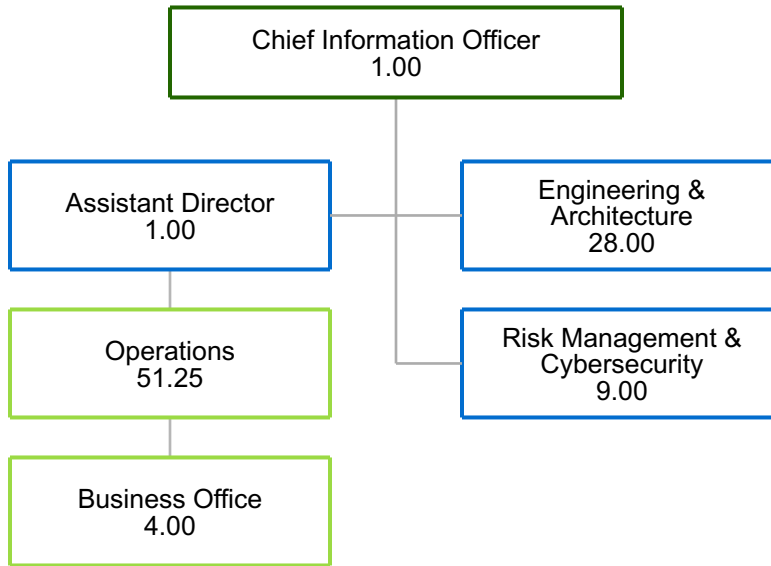 Chief Information Officer
1.00
Assistant Director
1.00
Engineering &
Architecture
28.00
Operations
51.25
Risk Management &
Cybersecurity
9.00
Business Office
4.00